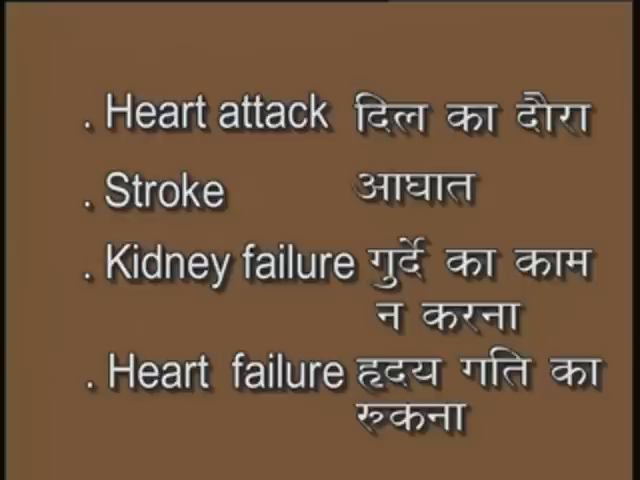 . Heart attack दिल का दौरा
. Stroke आघात
. Kidney failure गुर्दे का काम
न करना
. Heart failure हृदय गति का
रुकना